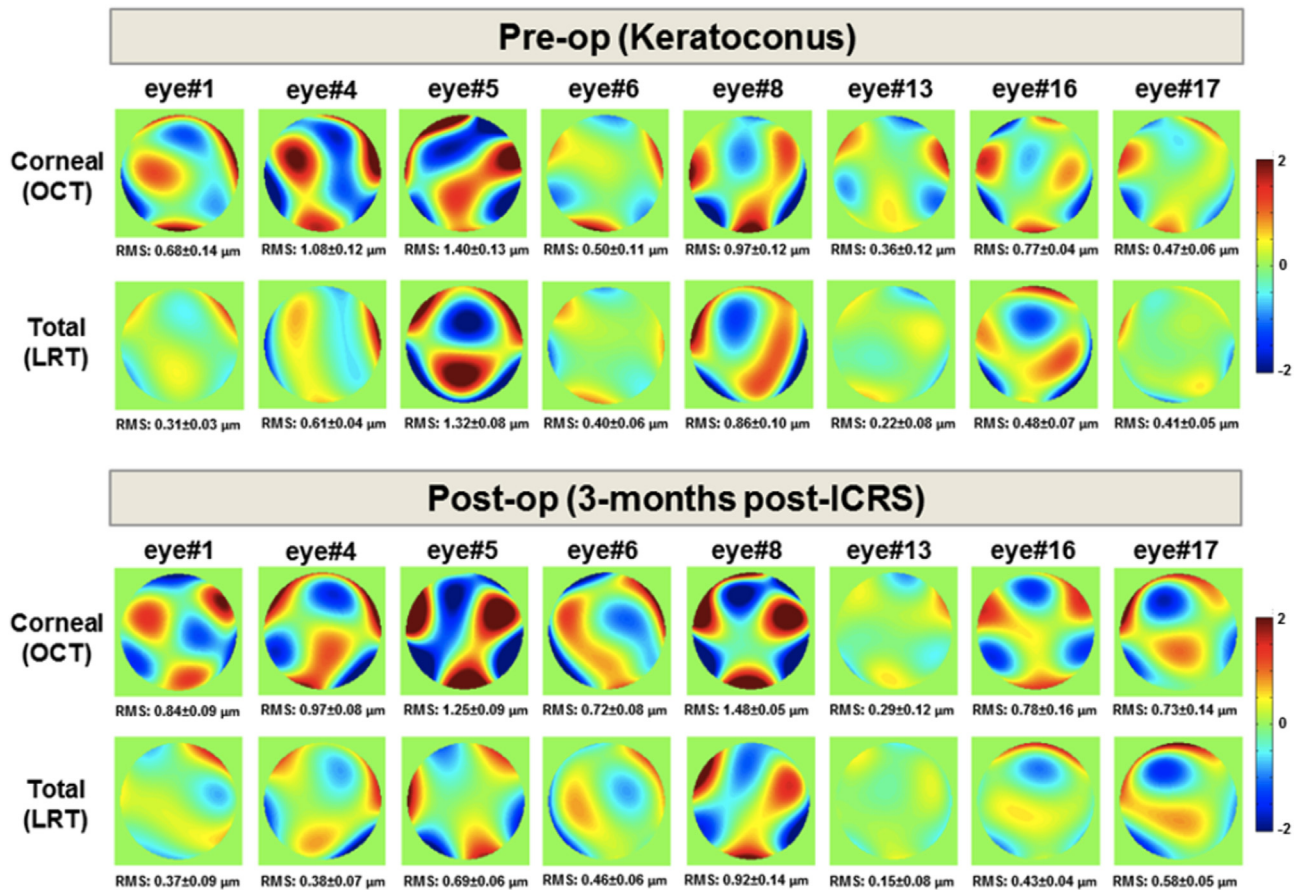 Pre-op (Keratoconus)
eye#1 eye#4 eye#5 eye#6 eye#8 eye#13 eye#16 eye#17
Corneal
(OCT)
2
0
-2
RMS: 0.68±0.14 µm RMS: 1.08±0.12 µm RMS: 1.40±0.13 µm RMS: 0.50±0.11 µm RMS: 0.97±0.12 µm RMS: 0.36±0.12 µm RMS: 0.77±0.04 µm RMS: 0.47±0.06 µm
Total
(LRT)
RMS: 0.31±0.03 µm RMS: 0.61±0.04 µm RMS: 1.32±0.08 µm RMS: 0.40±0.06 µm RMS: 0.86±0.10 µm RMS: 0.22±0.08 µm RMS: 0.48±0.07 µm RMS: 0.41±0.05 µm
Post-op (3-months post-ICRS)
eye#1 eye#4 eye#5 eye#6 eye#8 eye#13 eye#16 eye#17
Corneal
(OCT)
2
0
-2
RMS: 0.84±0.09 µm RMS: 0.97±0.08 µm RMS: 1.25±0.09 µm RMS: 0.72±0.08 µm RMS: 1.48±0.05 µm RMS: 0.29±0.12 µm RMS: 0.78±0.16 µm RMS: 0.73±0.14 µm
Total
(LRT)
RMS: 0.37±0.09 µm RMS: 0.38±0.07 µm RMS: 0.69±0.06 µm RMS: 0.46±0.06 µm RMS: 0.92±0.14 µm RMS: 0.15±0.08 µm RMS: 0.43±0.04 µm RMS: 0.58±0.05 µm